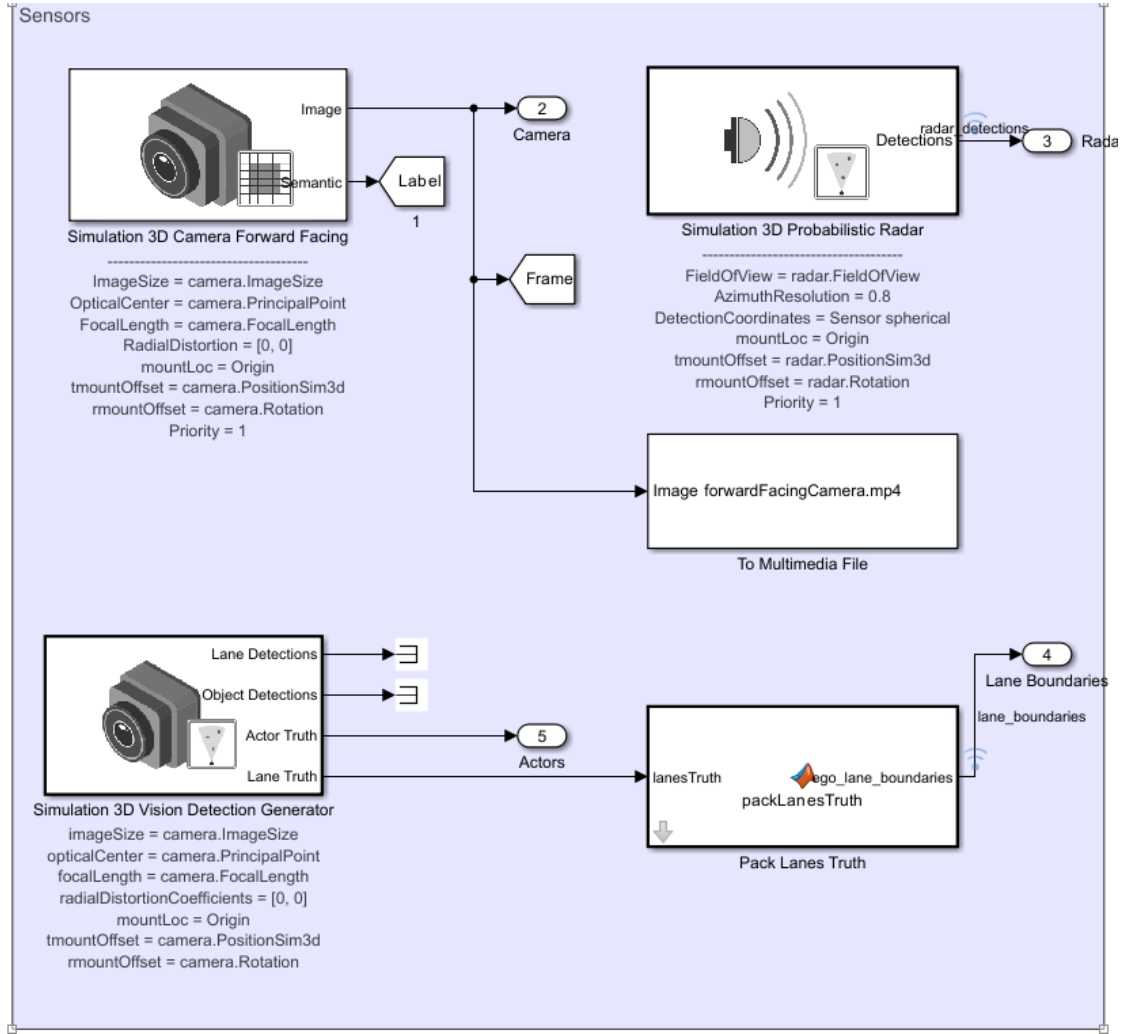 Sensors
Image
Semantic
2
Camera
Label
1
Simulation 3D Camera Forward Facing
------------------------------------
ImageSize = camera.ImageSize
OpticalCenter = camera.PrincipalPoint
FocalLength = camera.FocalLength
RadialDistortion = [0, 0]
mountLoc = Origin
tmountOffset = camera.PositionSim3d
rmountOffset = camera.Rotation
Priority = 1
Frame
radar_detections
Detections
3
Rada
Simulation 3D Probabilistic Radar
------------------------------------
FieldOfView = radar.FieldOfView
AzimuthResolution = 0.8
DetectionCoordinates = Sensor spherical
mountLoc = Origin
tmountOffset = radar.PositionSim3d
rmountOffset = radar.Rotation
Priority = 1
Image forwardFacingCamera.mp4
To Multimedia File
Lane Detections
Object Detections
Actor Truth
Lane Truth
5
Actors
Simulation 3D Vision Detection Generator
imageSize = camera.ImageSize
opticalCenter = camera.PrincipalPoint
focalLength = camera.FocalLength
radialDistortionCoefficients = [0, 0]
mountLoc = Origin
tmountOffset = camera.PositionSim3d
rmountOffset = camera.Rotation
lanesTruth
ego_lane_boundaries
packLanesTruth
Pack Lanes Truth
4
Lane Boundaries
lane_boundaries